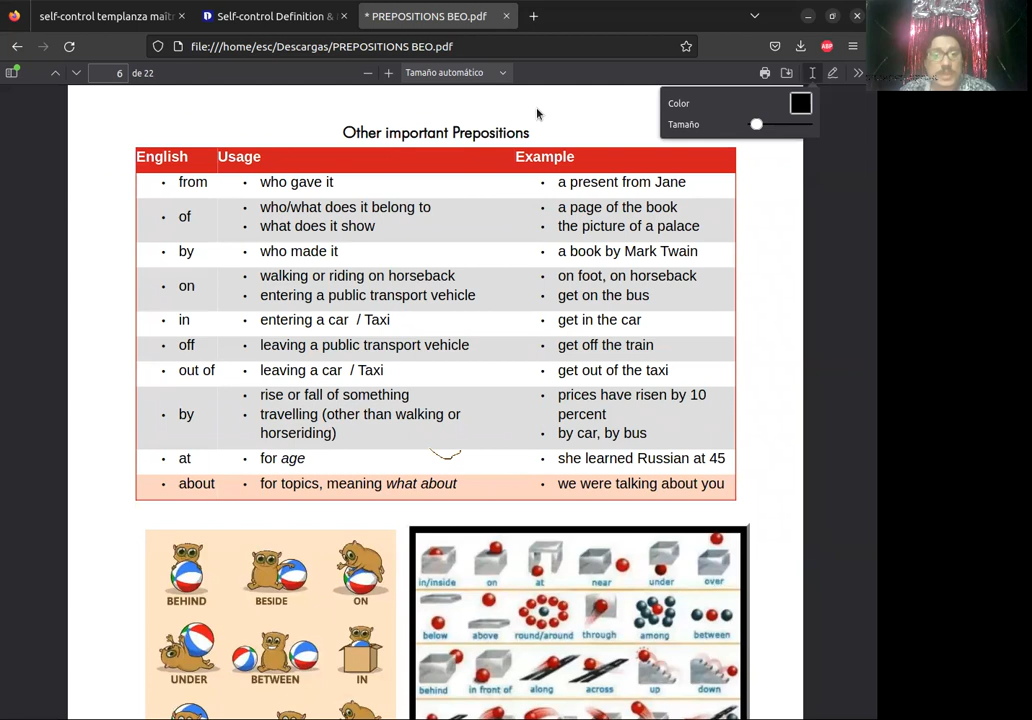 self-control templanza maît
Self-control Definition &
* PREPOSITIONS BEO.pdf
file:///home/esc/Descargas/PREPOSITIONS BEO.pdf
ABP
6 de 22
Tamaño automático
Color
Tamaño
Other important Prepositions
English Usage Example
• from • who gave it • a present from Jane
• of • who/what does it belong to • a page of the book
• what does it show • the picture of a palace
• by • who made it • a book by Mark Twain
• on • walking or riding on horseback • on foot, on horseback
• entering a public transport vehicle • get on the bus
• in • entering a car / Taxi • get in the car
• off • leaving a public transport vehicle • get off the train
• out of • leaving a car / Taxi • get out of the taxi
• by • rise or fall of something • prices have risen by 10
• travelling (other than walking or percent
horseriding) • by car, by bus
• at • for age • she learned Russian at 45
• about • for topics, meaning what about • we were talking about you
BEHIND BESIDE ON
UNDER BETWEEN IN
in/inside on at near under over
below above round/around through among between
behind in front of along across up down